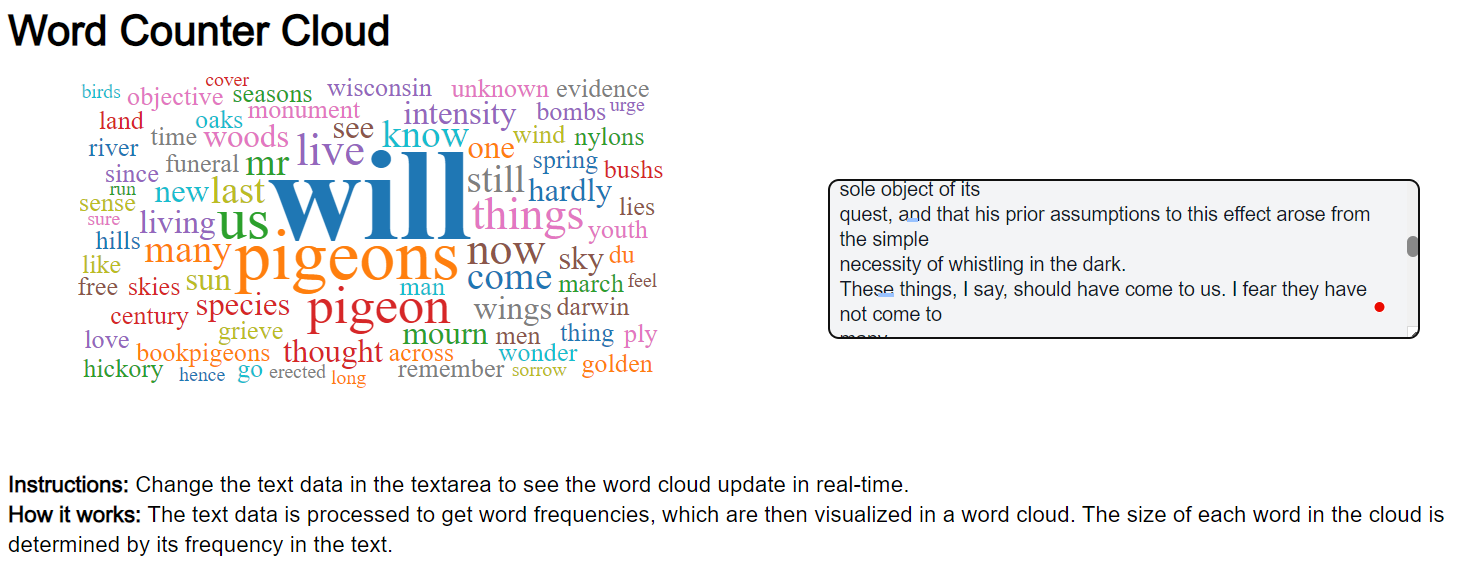 Word Counter Cloud
cover
birds objective seasons wisconsin unknown evidence
land oaks monument intensity bombs urge
river time woods see know wind nylons
since funeral mr live one spring bushs
run new last will still hardly
sense
sure living us things lies
youth
hills many pigeons now sky du
like
free skies sun man come march feel
century species pigeon wings darwin
love grieve mourn men thing ply
bookpigeons thought across wonder
hickory hence go erected long remember sorrow golden
sole object of its
quest, and that his prior assumptions to this effect arose from
the simple
necessity of whistling in the dark.
These things, I say, should have come to us. I fear they have
not come to
many
Instructions: Change the text data in the textarea to see the word cloud update in real-time.
How it works: The text data is processed to get word frequencies, which are then visualized in a word cloud. The size of each word in the cloud is
determined by its frequency in the text.